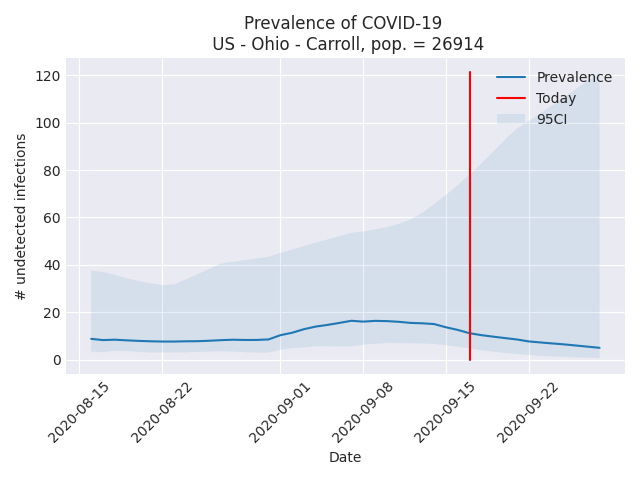 Prevalence of COVID-19
US - Ohio - Carroll, pop. = 26914
# undetected infections
120
100
80
60
40
20
0
Prevalence
Today
95CI
2020-08-15
2020-08-22
2020-09-01
2020-09-08
2020-09-15
2020-09-22
Date